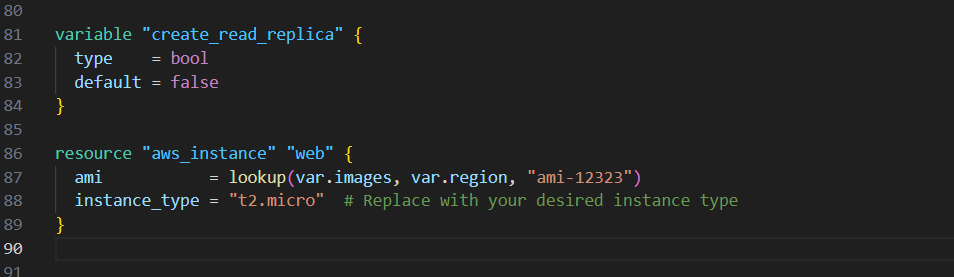 80
81 variable "create_read_replica" {
82   type    = bool
83   default = false
84 }
85
86 resource "aws_instance" "web" {
87   ami           = lookup(var.images, var.region, "ami-12323")
88   instance_type = "t2.micro"  # Replace with your desired instance type
89 }
90
91